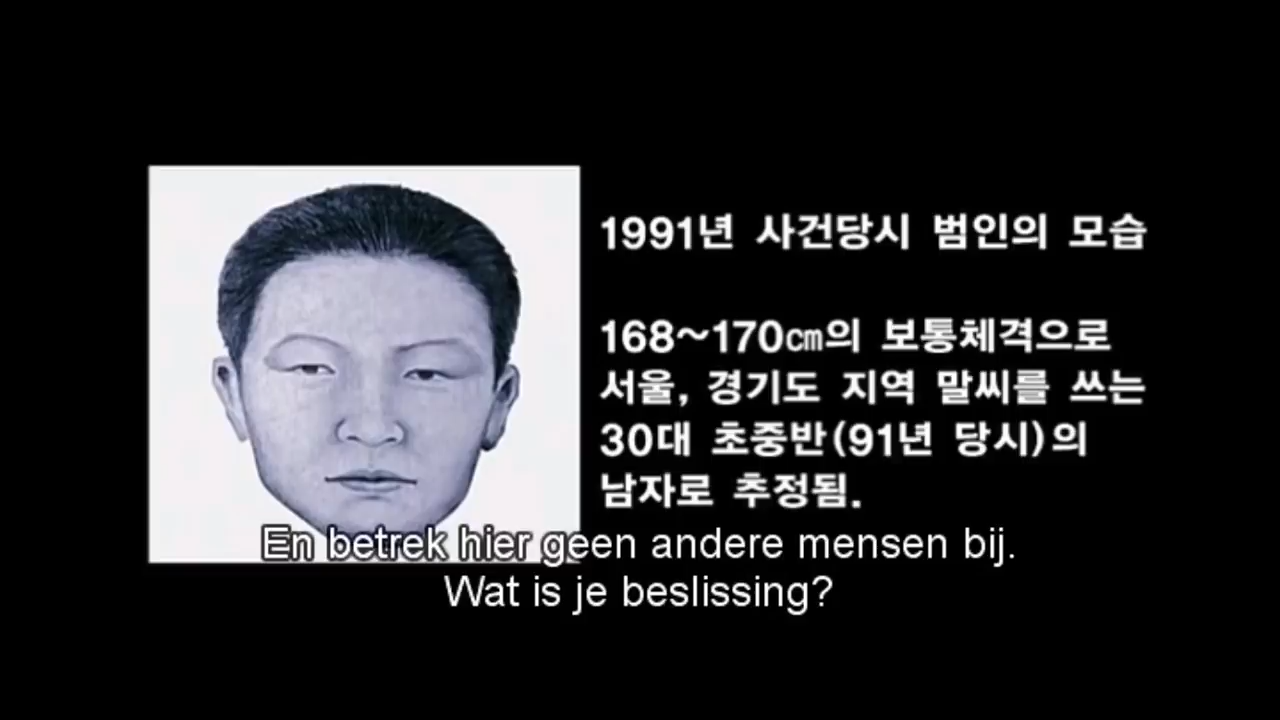 1991년 사건당시 범인의 모습
168~170㎝의 보통체격으로
서울, 경기도 지역 말씨를 쓰는
30대 초중반(91년 당시)의
남자로 추정됨.
En betrek hier geen andere mensen bij.
Wat is je beslissing?